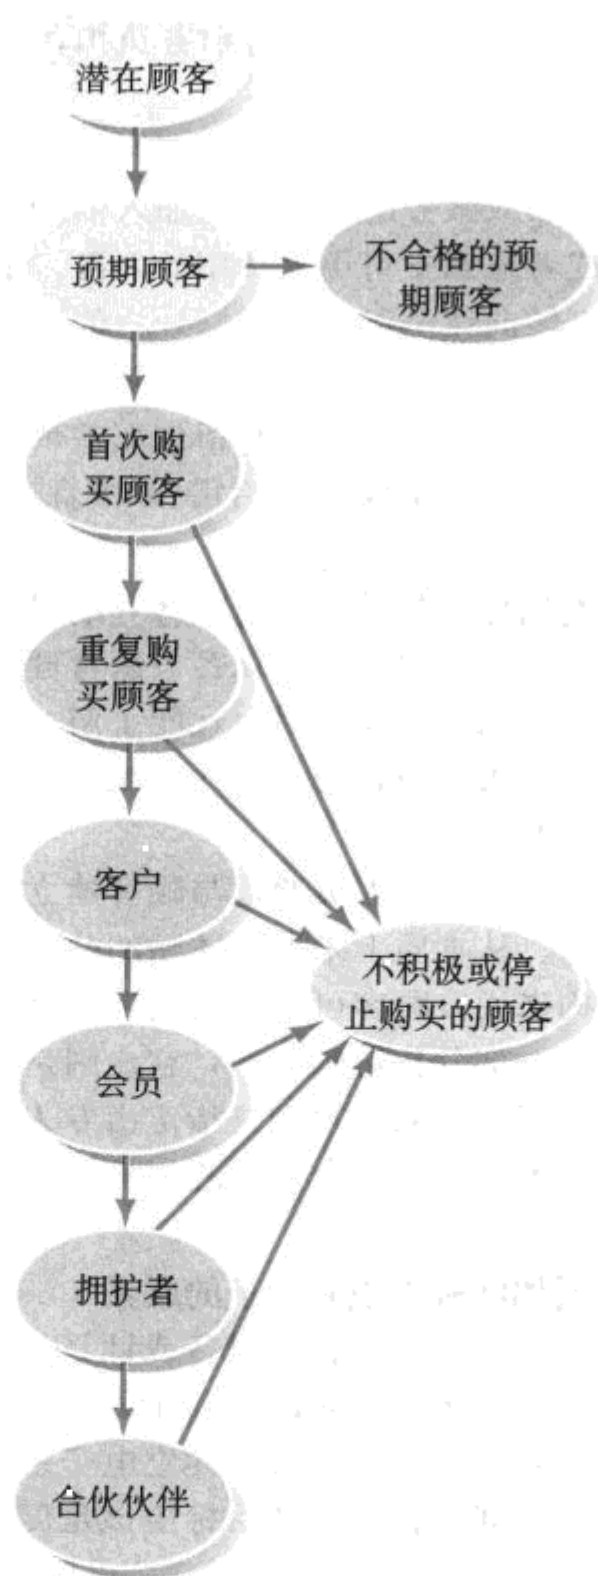 潜在顾客
预期顾客
不合格的预
期顾客
首次购
买顾客
重复购
买顾客
客户
不积极或停
止购买的顾客
会员
拥护者
合伙伙伴